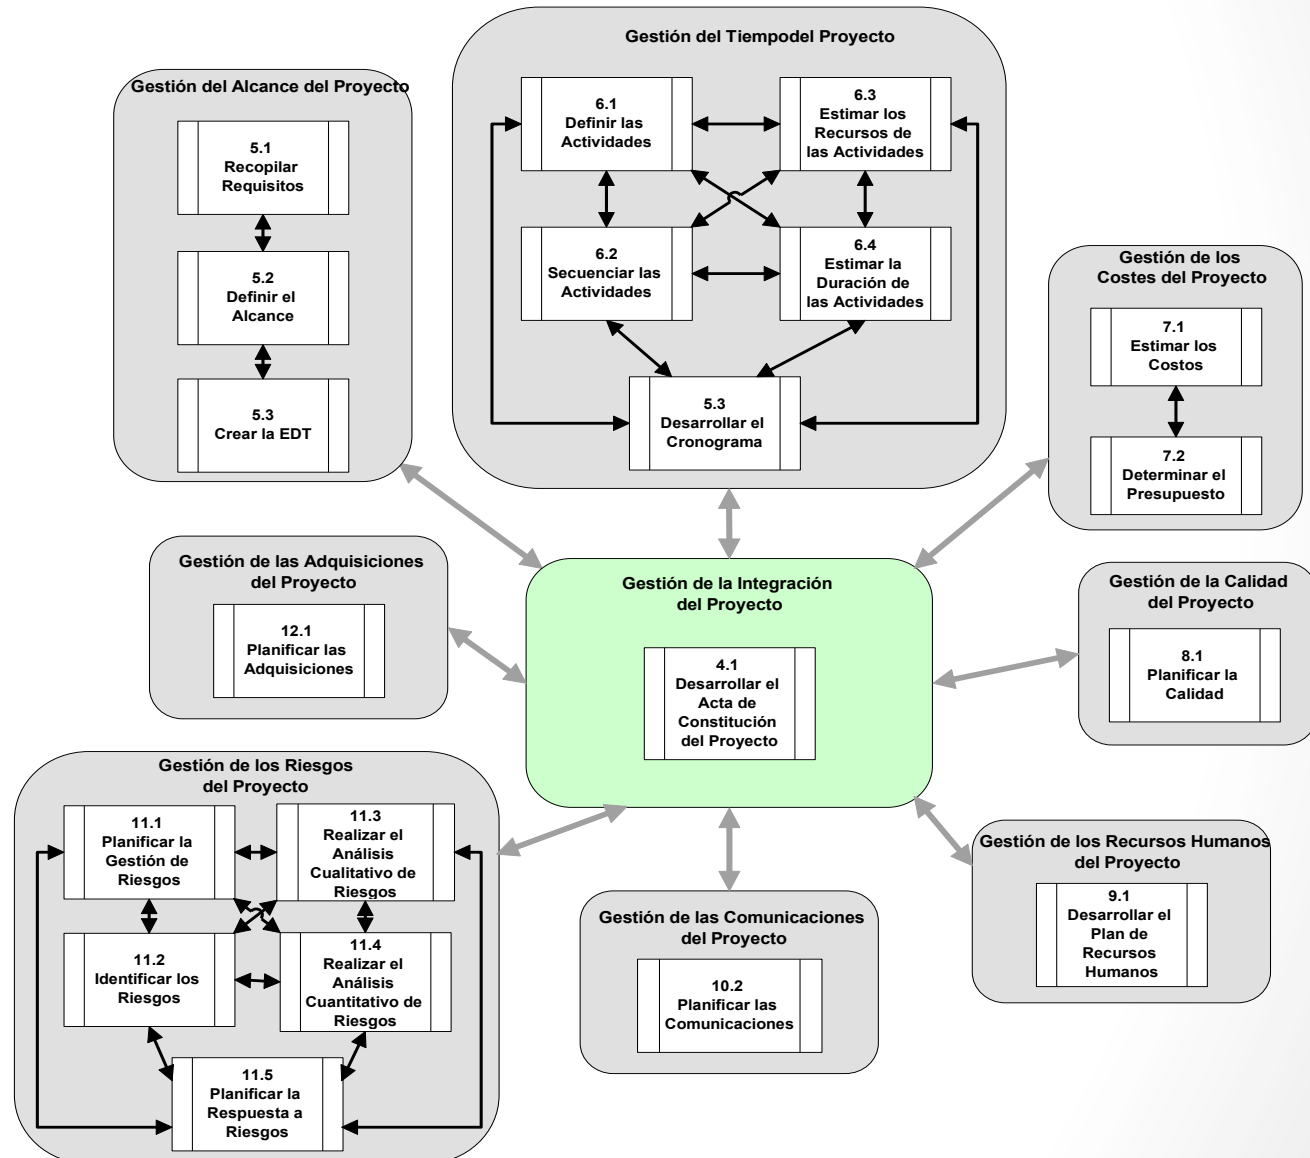 Gestión del Alcance del Proyecto
5.1
Recopilar
Requisitos
5.2
Definir el
Alcance
5.3
Crear la EDT
Gestión del Tiempodel Proyecto
6.1
Definir las
Actividades
6.3
Estimar los
Recursos de
las Actividades
6.2
Secuenciar las
Actividades
6.4
Estimar la
Duración de
las Actividades
5.3
Desarrollar el
Cronograma
Gestión de los
Costes del Proyecto
7.1
Estimar los
Costos
7.2
Determinar el
Presupuesto
Gestión de las Adquisiciones
del Proyecto
12.1
Planificar las
Adquisiciones
Gestión de la Integración
del Proyecto
4.1
Desarrollar el
Acta de
Constitución
del Proyecto
Gestión de la Calidad
del Proyecto
8.1
Planificar la
Calidad
Gestión de los Riesgos
del Proyecto
11.1
Planificar la
Gestión de
Riesgos
11.3
Realizar el
Análisis
Cualitativo de
Riesgos
11.2
Identificar los
Riesgos
11.4
Realizar el
Análisis
Cuantitativo de
Riesgos
11.5
Planificar la
Respuesta a
Riesgos
Gestión de las Comunicaciones
del Proyecto
10.2
Planificar las
Comunicaciones
Gestión de los Recursos Humanos
del Proyecto
9.1
Desarrollar el
Plan de
Recursos
Humanos